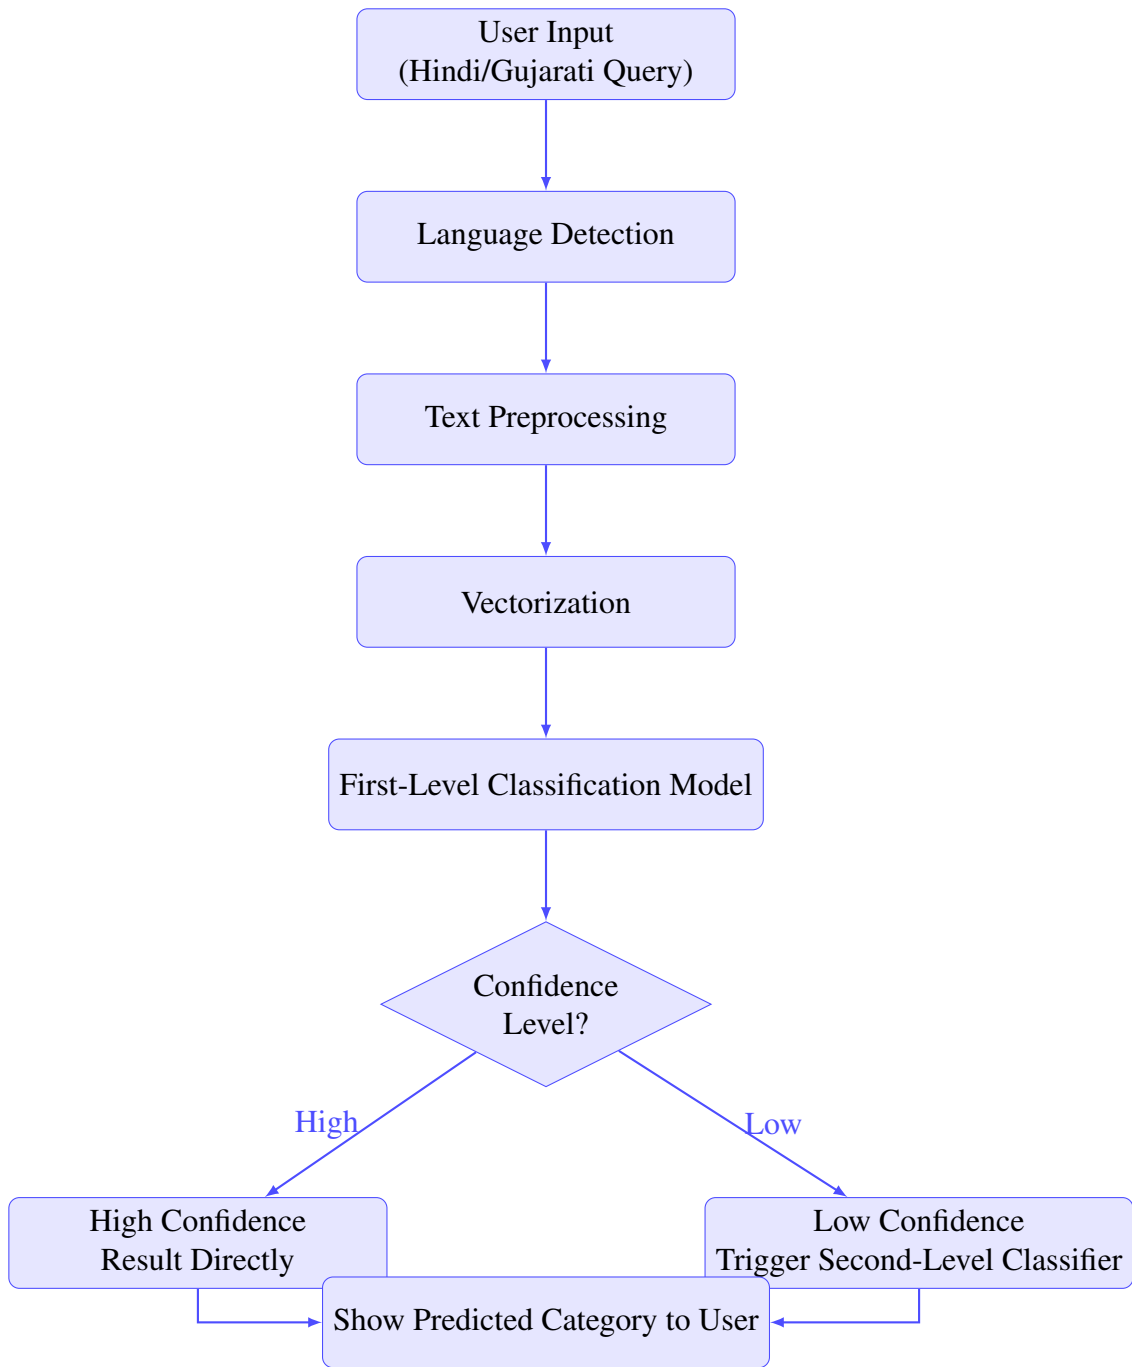 User Input
(Hindi/Gujarati Query)
Language Detection
Text Preprocessing
Vectorization
First-Level Classification Model
Confidence
Level?
High
Low
High Confidence
Result Directly
Low Confidence
Trigger Second-Level Classifier
Show Predicted Category to User